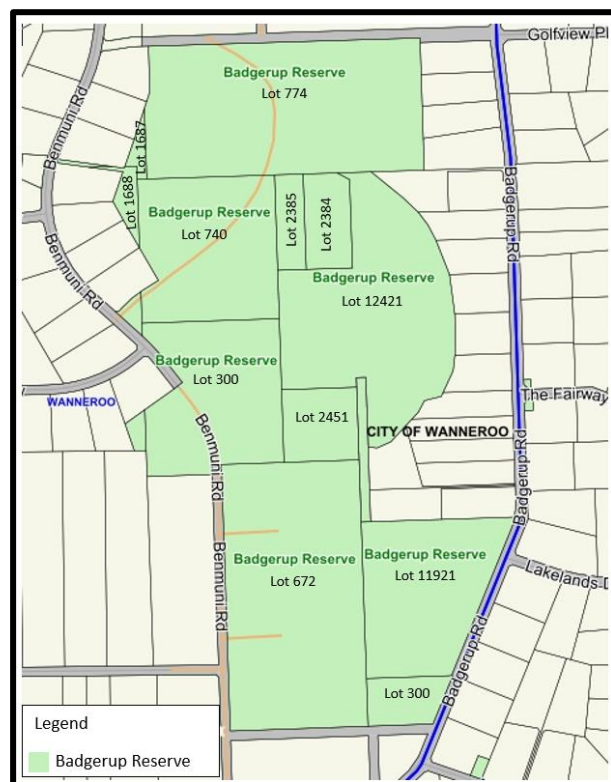 Golfview Pl
Benmuni Rd
Badgerup Reserve
Lot 774
Lot 1687
Lot 1688
Badgerup Rd
Badgerup Reserve
Lot 740
Lot 2385
Lot 2384
Benmuni Rd
Badgerup Reserve
Lot 12421
Badgerup Reserve
Lot 300
WANNEROO
The Fairway
Lot 2451
CITY OF WANNEROO
Benmuni Rd
Badgerup Rd
Benmuni Rd
Badgerup Reserve
Lot 672
Badgerup Reserve
Lot 11921
Lakelands D
Badgerup Rd
Lot 300
Legend
Badgerup Reserve